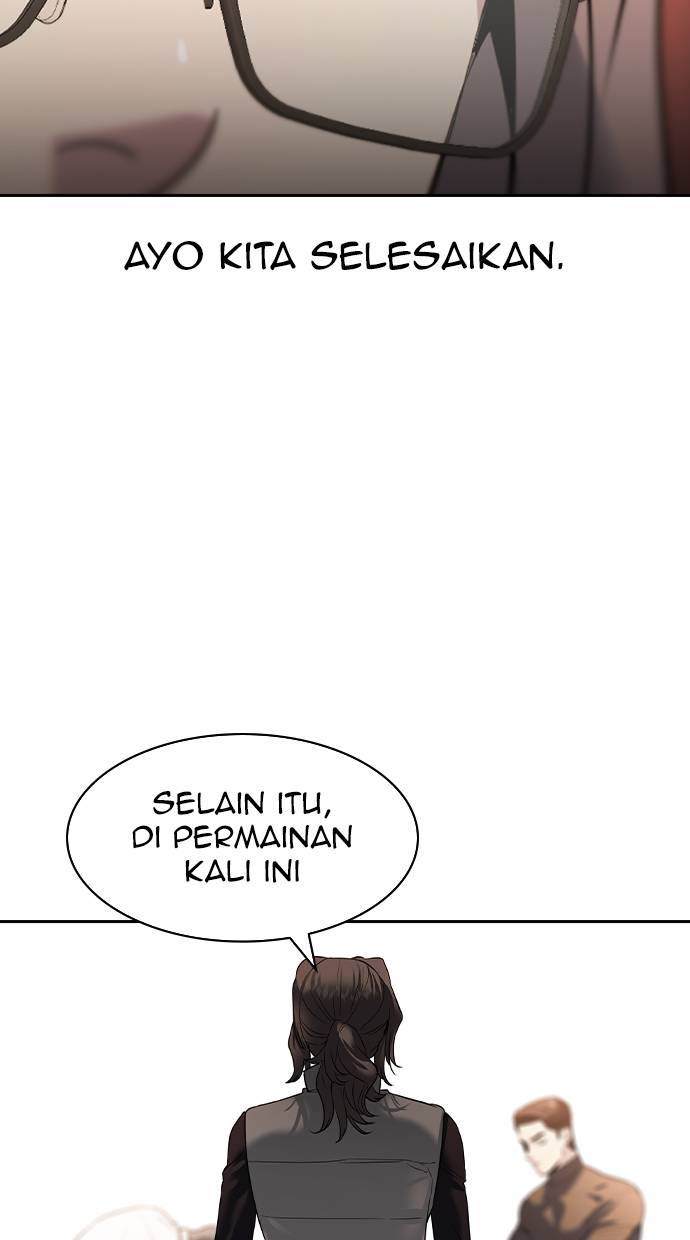 AYO KITA SELESAIKAN.
SELAIN ITU,
DI PERMAINAN
KALI INI